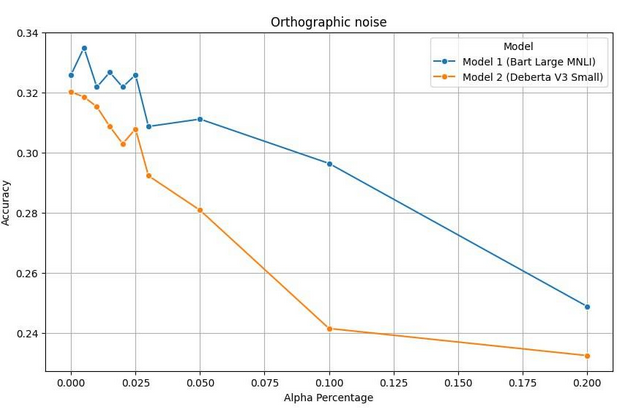 Orthographic noise
Model
Model 1 (Bart Large MNLI)
Model 2 (Deberta V3 Small)
Accuracy
0.34
0.32
0.30
0.28
0.26
0.24
0.000 0.025 0.050 0.075 0.100 0.125 0.150 0.175 0.200
Alpha Percentage